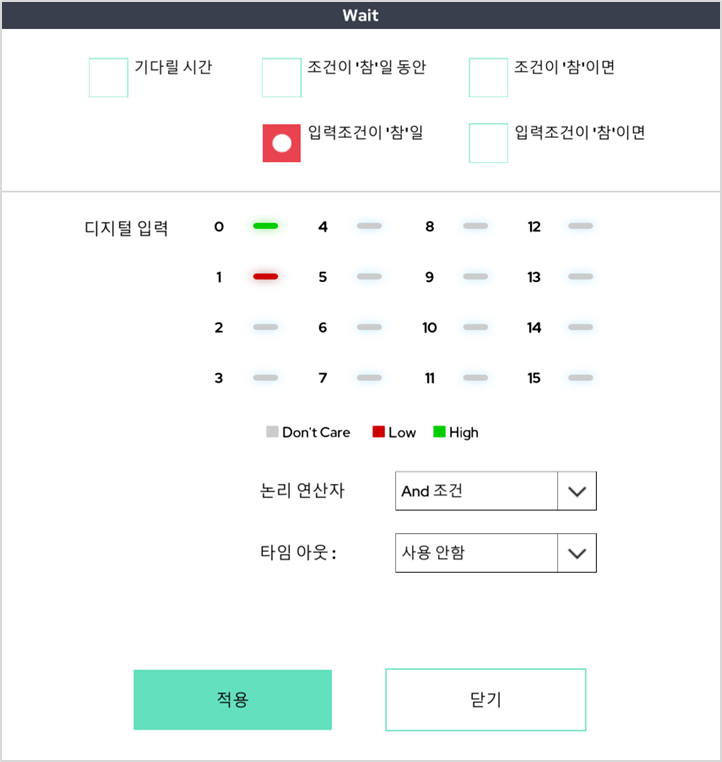 Wait
기다릴 시간 조건이 '참'일 동안 조건이 '참'이면
입력조건이 '참'일 입력조건이 '참'이면
디지털 입력 0 4 8 12
1 5 9 13
2 6 10 14
3 7 11 15
Don't Care Low High
논리 연산자 And 조건
타임 아웃 : 사용 안함
적용 닫기